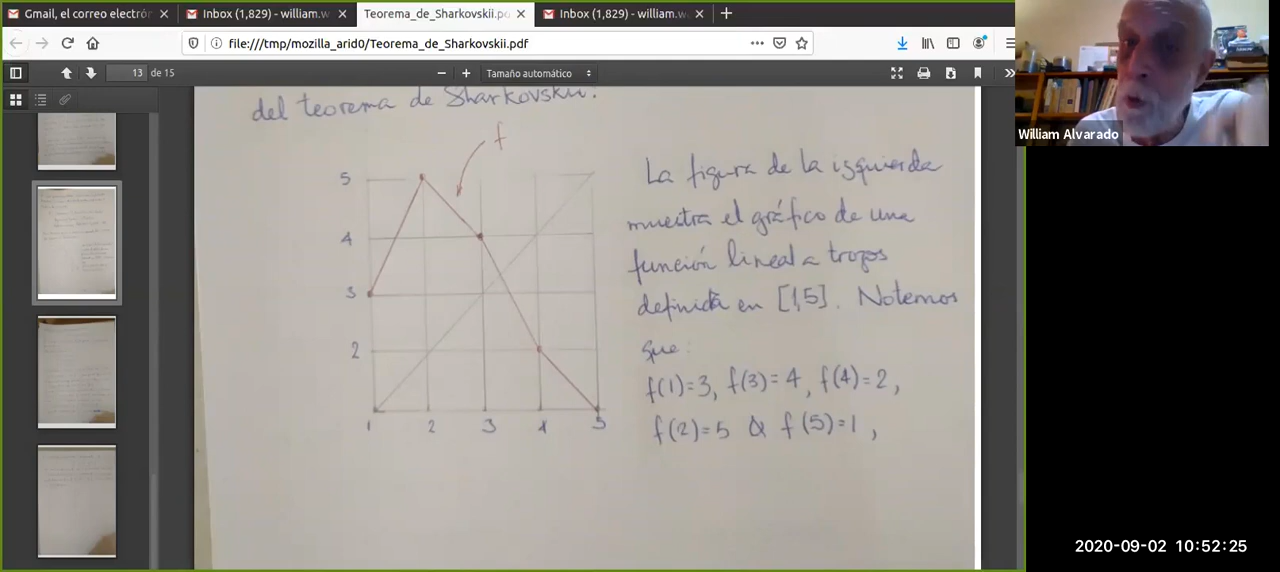 Gmail, el correo electrón
Inbox (1,829) - william.w
Teorema_de_Sharkovskii.p
Inbox (1,829) - william.w
file:///tmp/mozilla_arid0/Teorema_de_Sharkovskii.pdf
13 de 15
Tamaño automático
William Alvarado
del teorema de Sharkovskii.
f
5
4
3
2
1 2 3 4 5
La figura de la izquierda
muestra el gráfico de una
función lineal a trozos
definida en [1,5]. Notemos
que:
f(1)=3, f(3)=4, f(4)=2,
f(2)=5 & f(5)=1,
2020-09-02 10:52:25